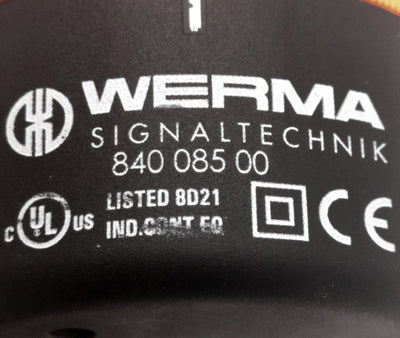 WERMA
SIGNALTECHNIK
840 085 00
C UL US LISTED 8D21
IND.CONT.EQ.
CE